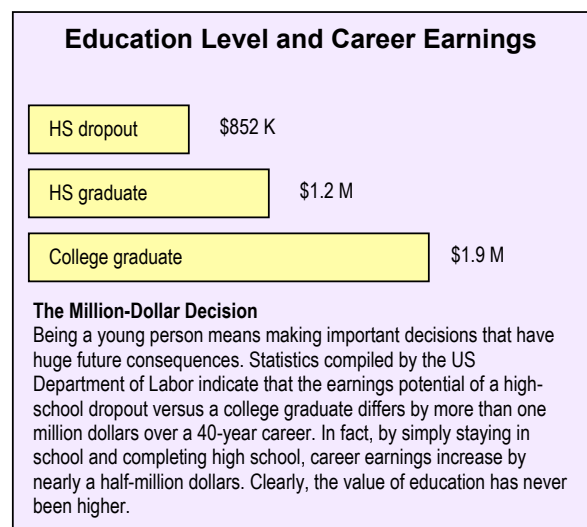 Education Level and Career Earnings
HS dropout $852 K
HS graduate $1.2 M
College graduate $1.9 M
The Million-Dollar Decision
Being a young person means making important decisions that have
huge future consequences. Statistics compiled by the US
Department of Labor indicate that the earnings potential of a high-
school dropout versus a college graduate differs by more than one
million dollars over a 40-year career. In fact, by simply staying in
school and completing high school, career earnings increase by
nearly a half-million dollars. Clearly, the value of education has never
been higher.